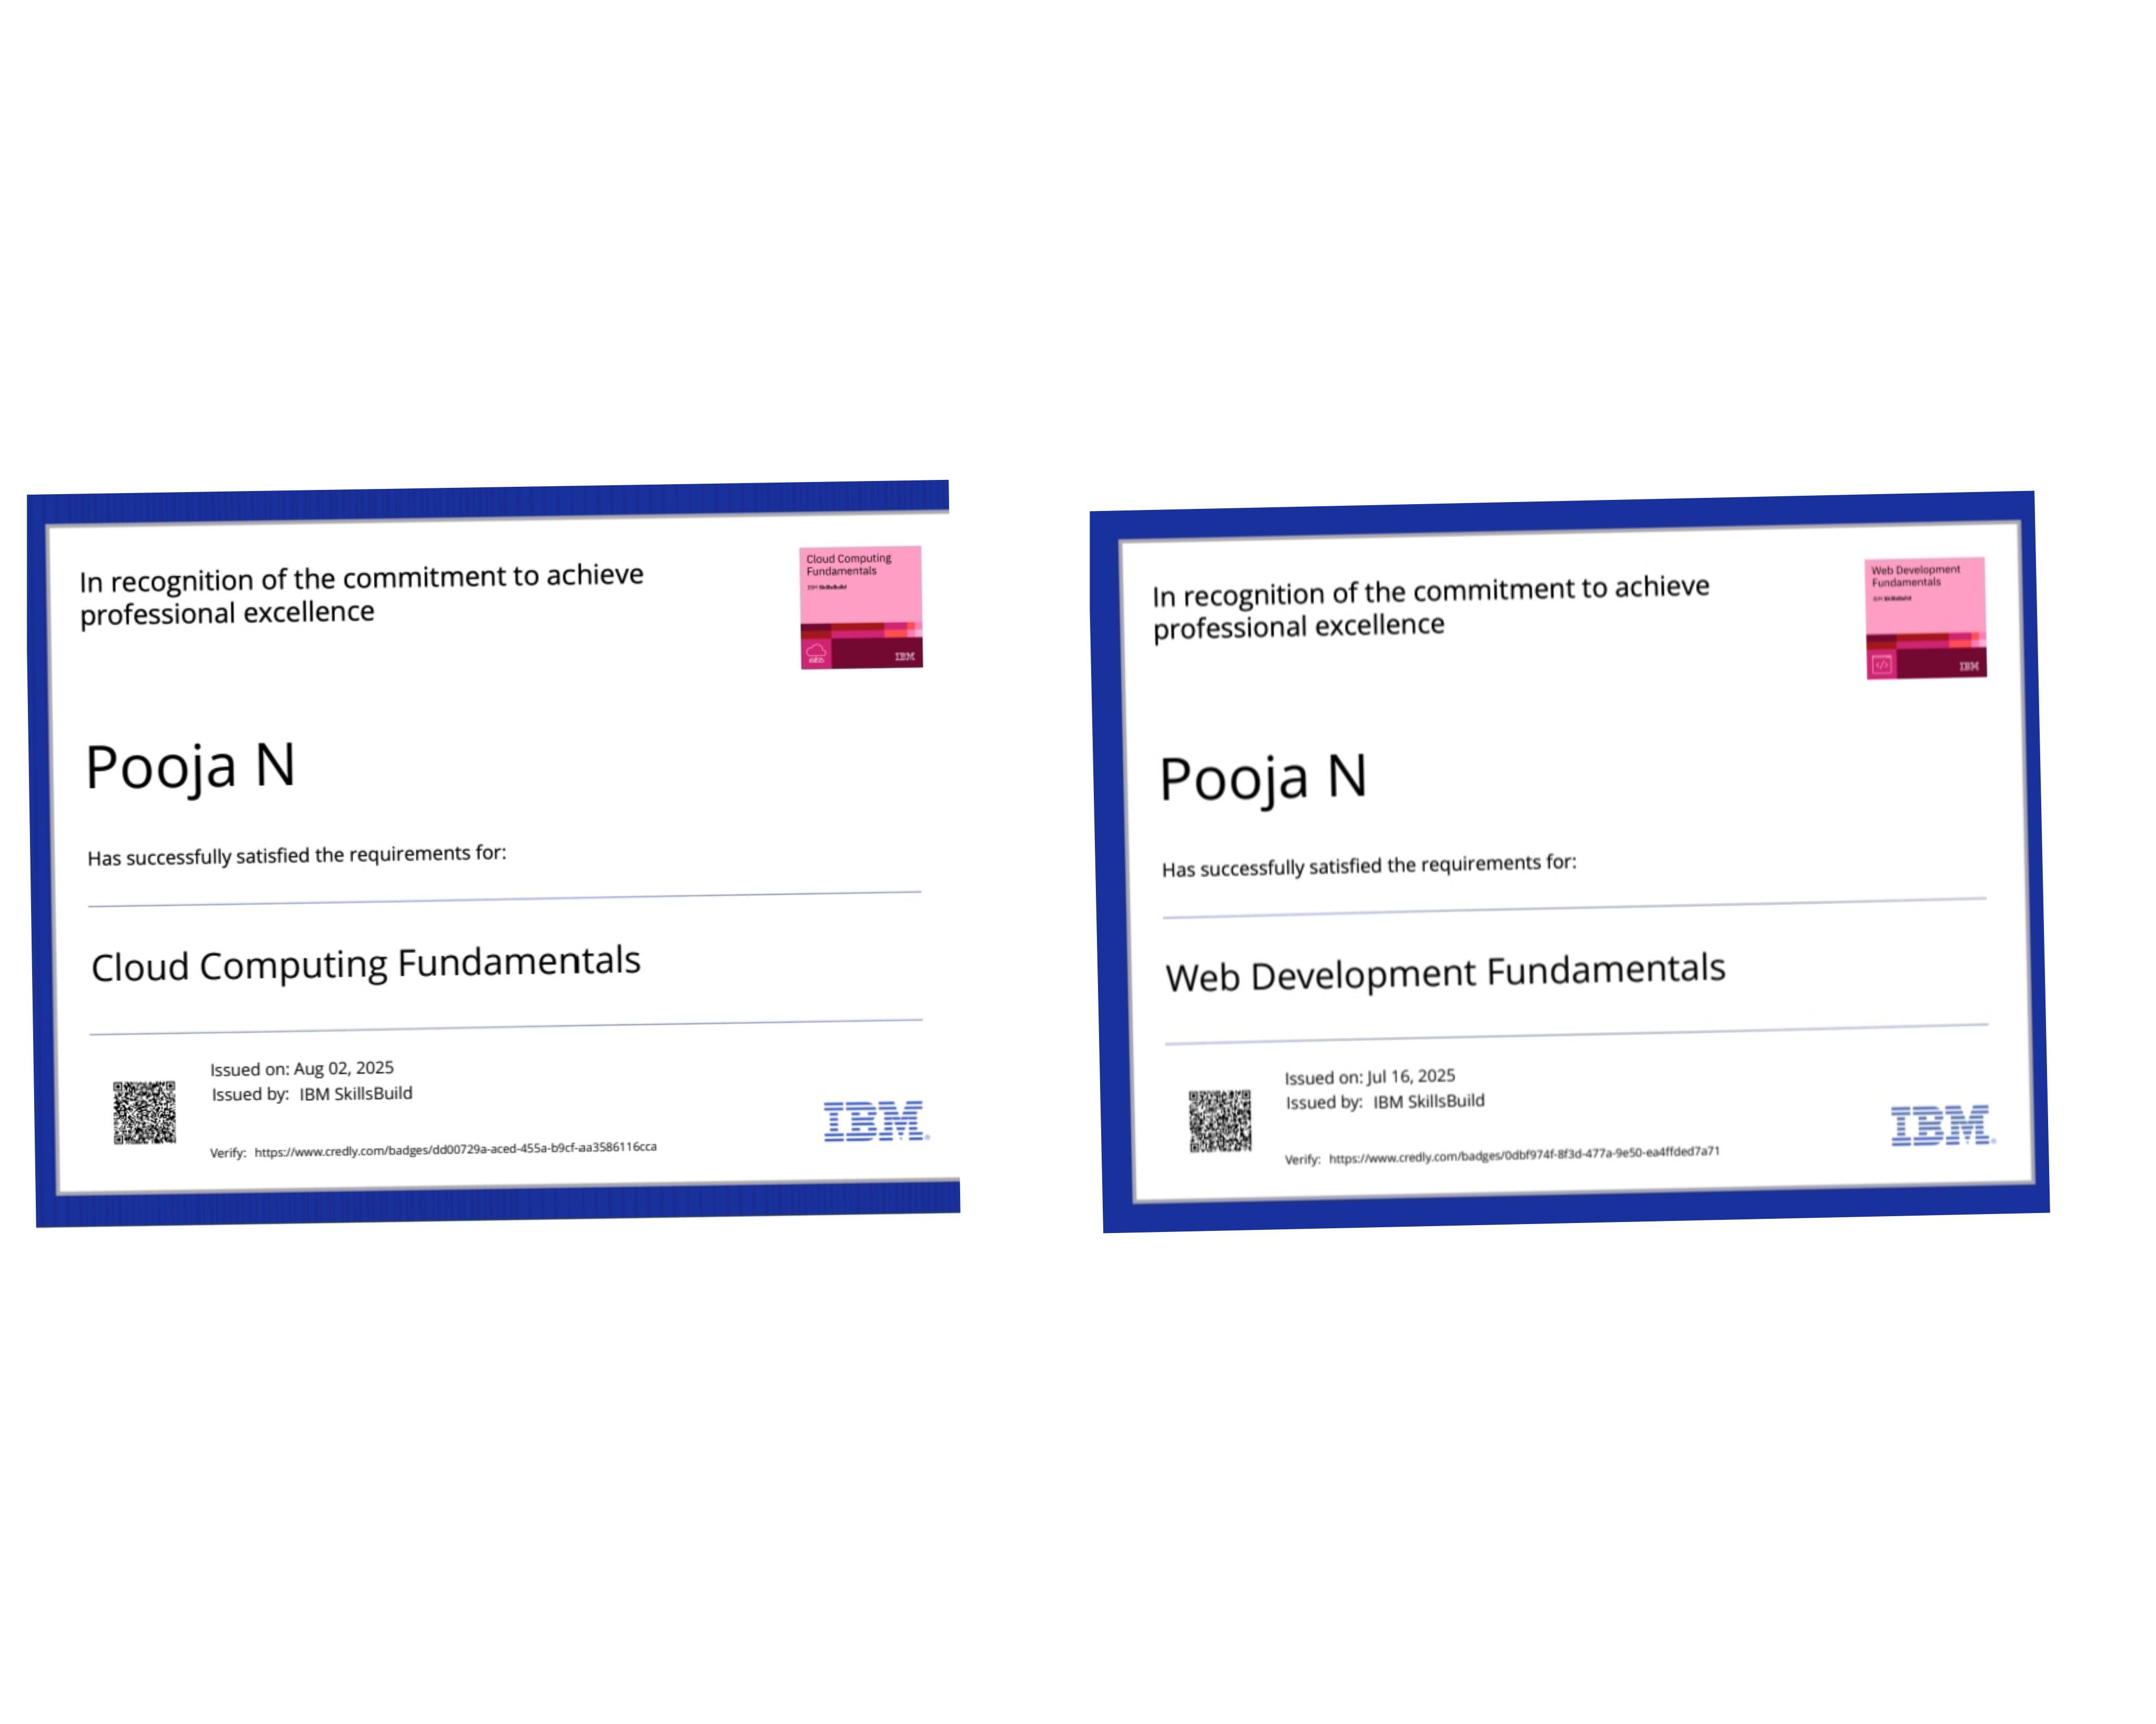 In recognition of the commitment to achieve
professional excellence
Cloud Computing
Fundamentals
IBM SkillsBuild
IBM
Pooja N
Has successfully satisfied the requirements for:
Cloud Computing Fundamentals
Issued on: Aug 02, 2025
Issued by: IBM SkillsBuild
Verify: https://www.credly.com/badges/dd00729a-aced-455a-b9cf-aa3586116cca
IBM®
In recognition of the commitment to achieve
professional excellence
Web Development
Fundamentals
IBM SkillsBuild
IBM
Pooja N
Has successfully satisfied the requirements for:
Web Development Fundamentals
Issued on: Jul 16, 2025
Issued by: IBM SkillsBuild
Verify: https://www.credly.com/badges/0dbf974f-8f3d-477a-9e50-ea4ffded7a71
IBM®